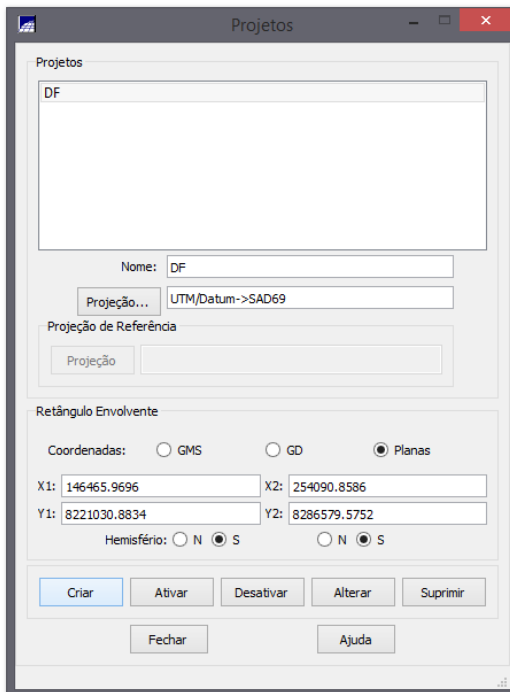 Projetos
Projetos
DF
Nome: DF
Projeção... UTM/Datum->SAD69
Projeção de Referência
Projeção
Retângulo Envolvente
Coordenadas: GMS GD Planas
X1: 146465.9696 X2: 254090.8586
Y1: 8221030.8834 Y2: 8286579.5752
Hemisfério: N S N S
Criar Ativar Desativar Alterar Suprimir
Fechar Ajuda